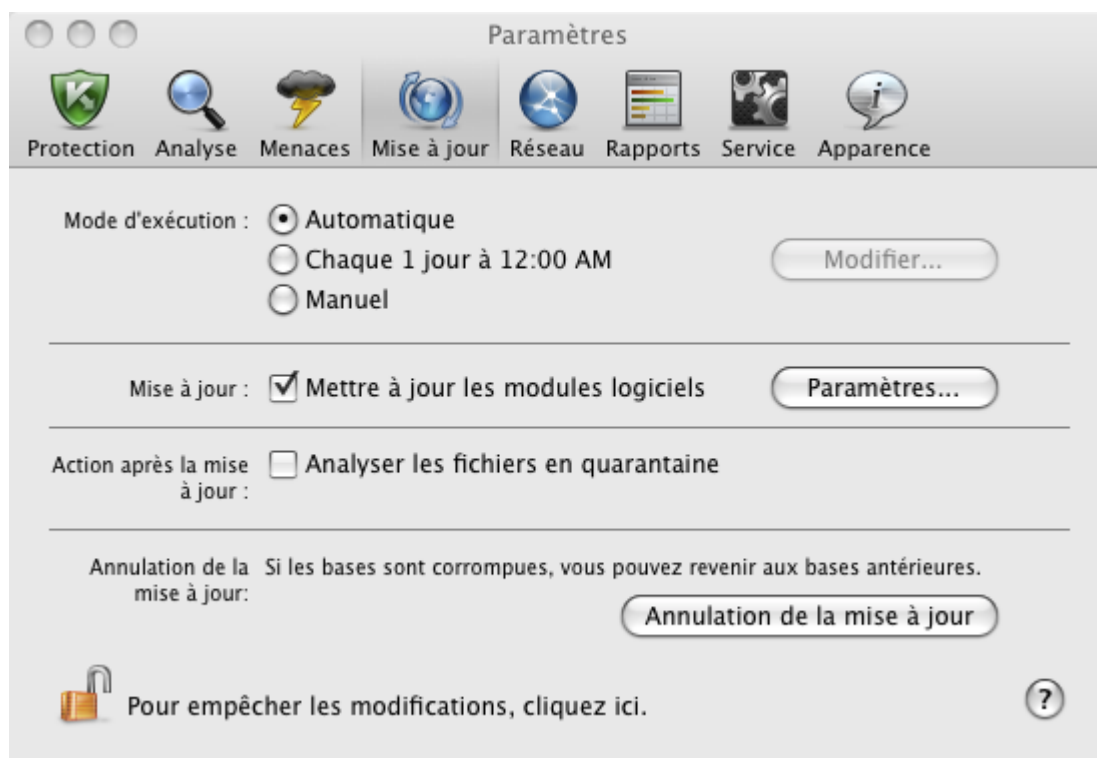 Paramètres
Protection Analyse Menaces Mise à jour Réseau Rapports Service Apparence
Mode d'exécution : Automatique
Chaque 1 jour à 12:00 AM Modifier...
Manuel
Mise à jour : Mettre à jour les modules logiciels Paramètres...
Action après la mise à jour : Analyser les fichiers en quarantaine
Annulation de la mise à jour: Si les bases sont corrompues, vous pouvez revenir aux bases antérieures.
Annulation de la mise à jour
Pour empêcher les modifications, cliquez ici. ?